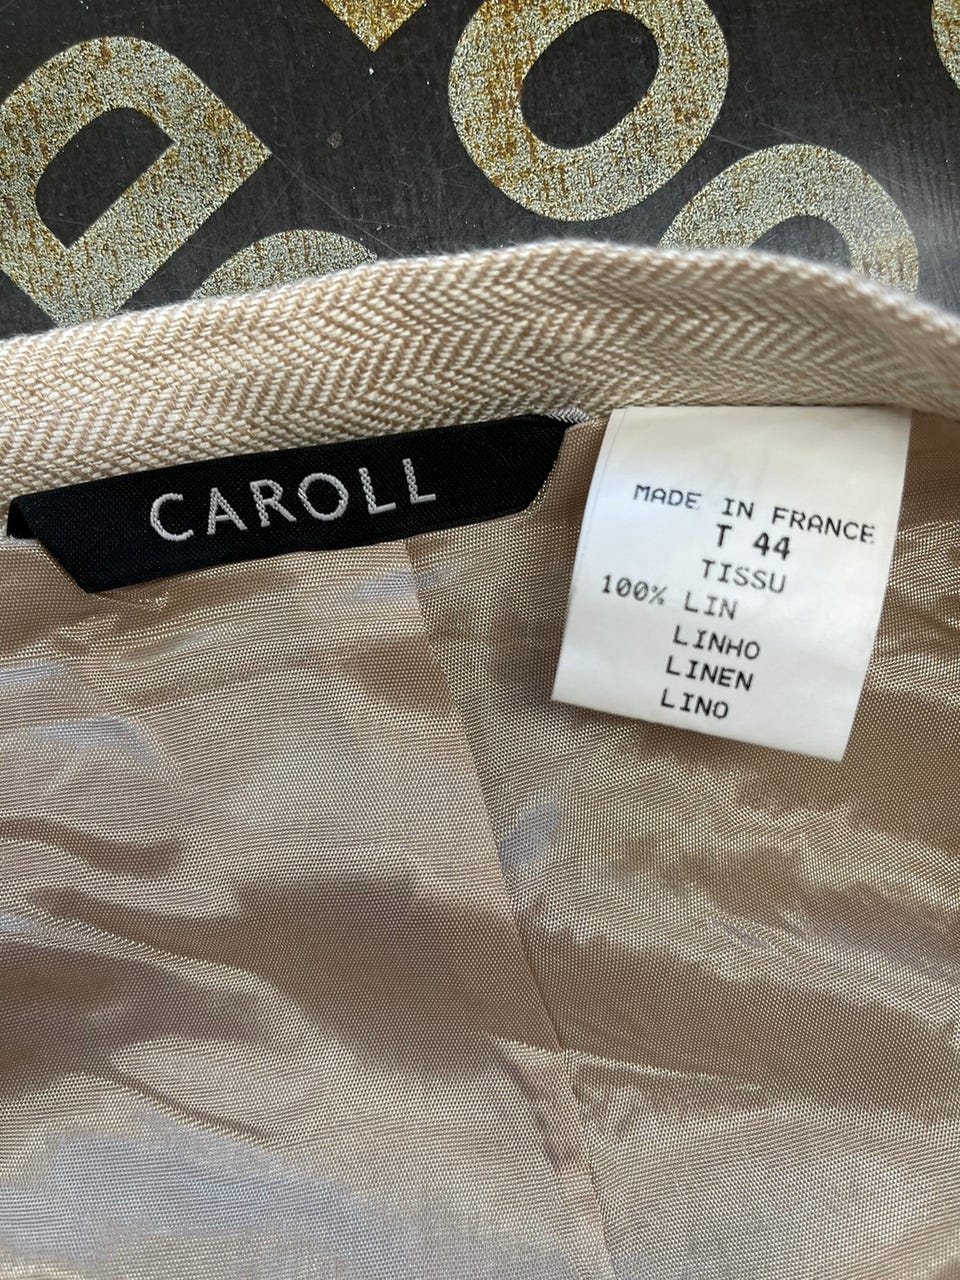 CAROLL
MADE IN FRANCE
T 44
TISSU
100% LIN
LINHO
LINEN
LINO